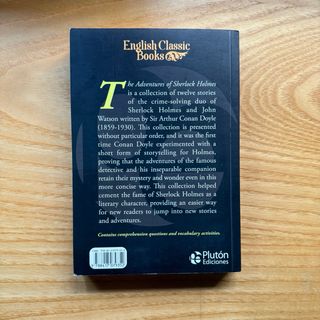 English Classic
Books
The Adventures of Sherlock Holmes
is a collection of twelve stories
of the crime-solving duo of
Sherlock Holmes and John
Watson written by Sir Arthur Conan Doyle
(1859-1930). This collection is presented
without particular order, and it was the first
time Conan Doyle experimented with a
short form of storytelling for Holmes,
proving that the adventures of the famous
detective and his inseparable companion
retain their mystery and wonder even in this
more concise way. This collection helped
cement the fame of Sherlock Holmes as a
literary character, providing an easier way
for new readers to jump into new stories
and adventures.
Contains comprehension questions and vocabulary activities
Plutón
Ediciones